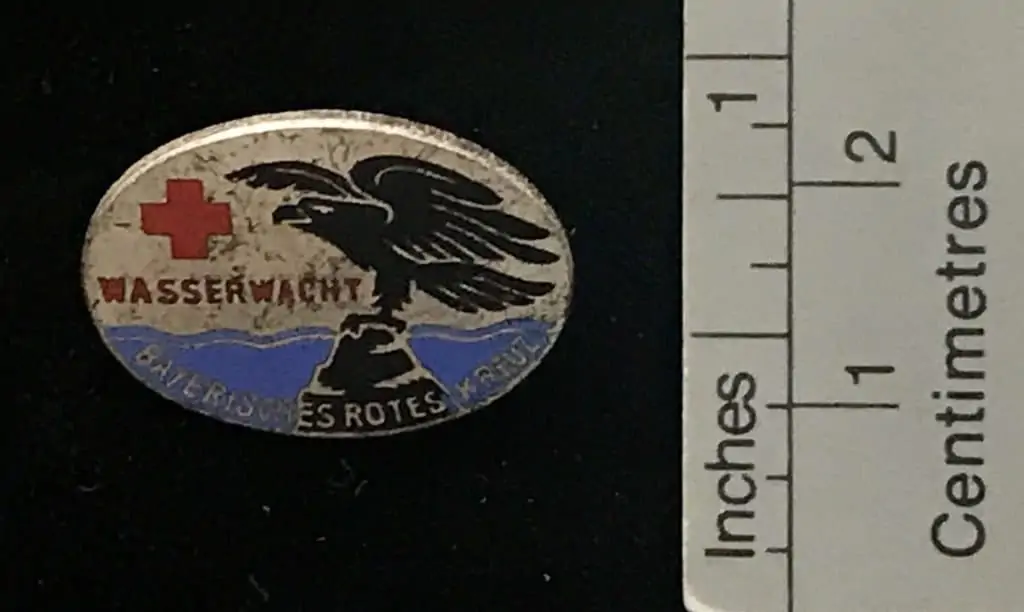 WASSERWACHT
BAYERISCHES ROTES KREUZ
1
Inches
2
1
Centimetres